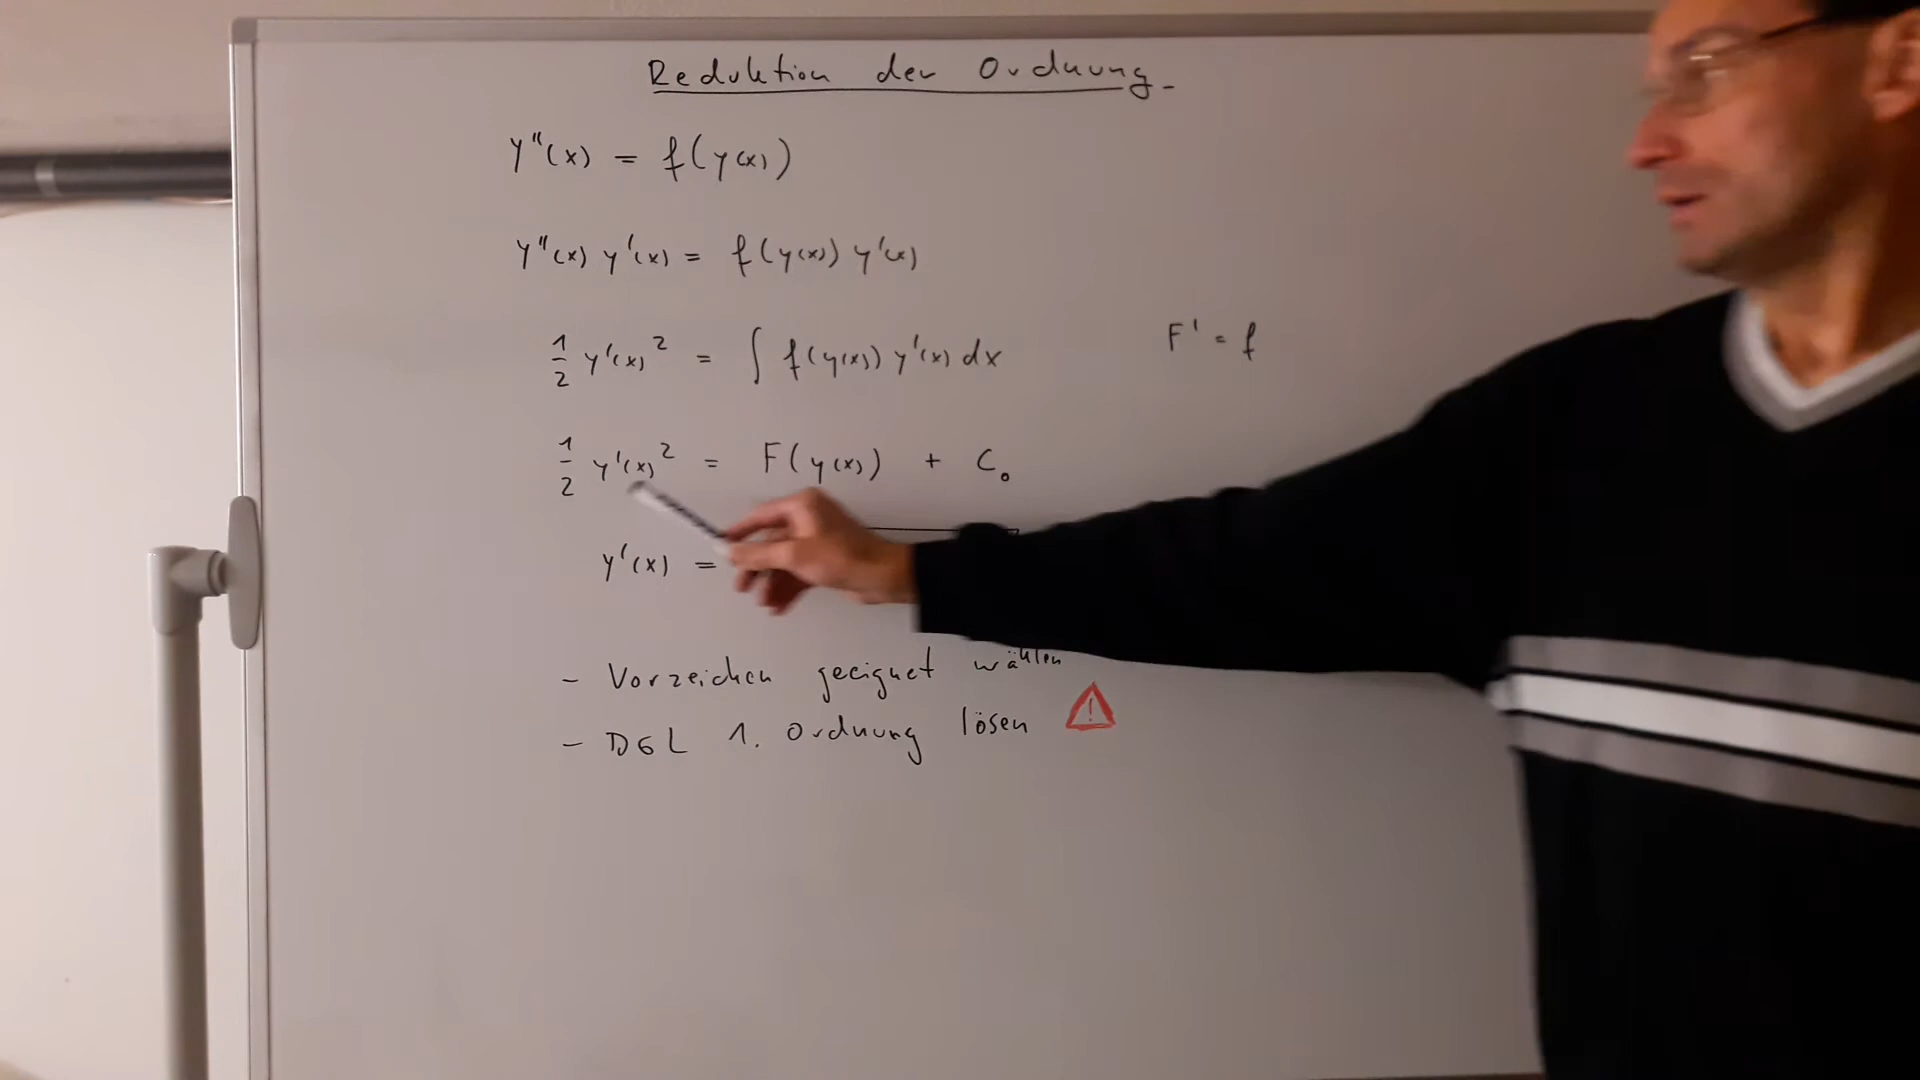 Reduktion der Ordnung.
y''(x) = f(y(x))
y''(x) y'(x) = f(y(x)) y'(x)
1/2 y'(x)² = ∫ f(y(x)) y'(x) dx    F' = f
1/2 y'(x)² = F(y(x)) + C₀
y'(x) =
- Vorzeichen geeignet wählen
- DGL 1. Ordnung lösen !